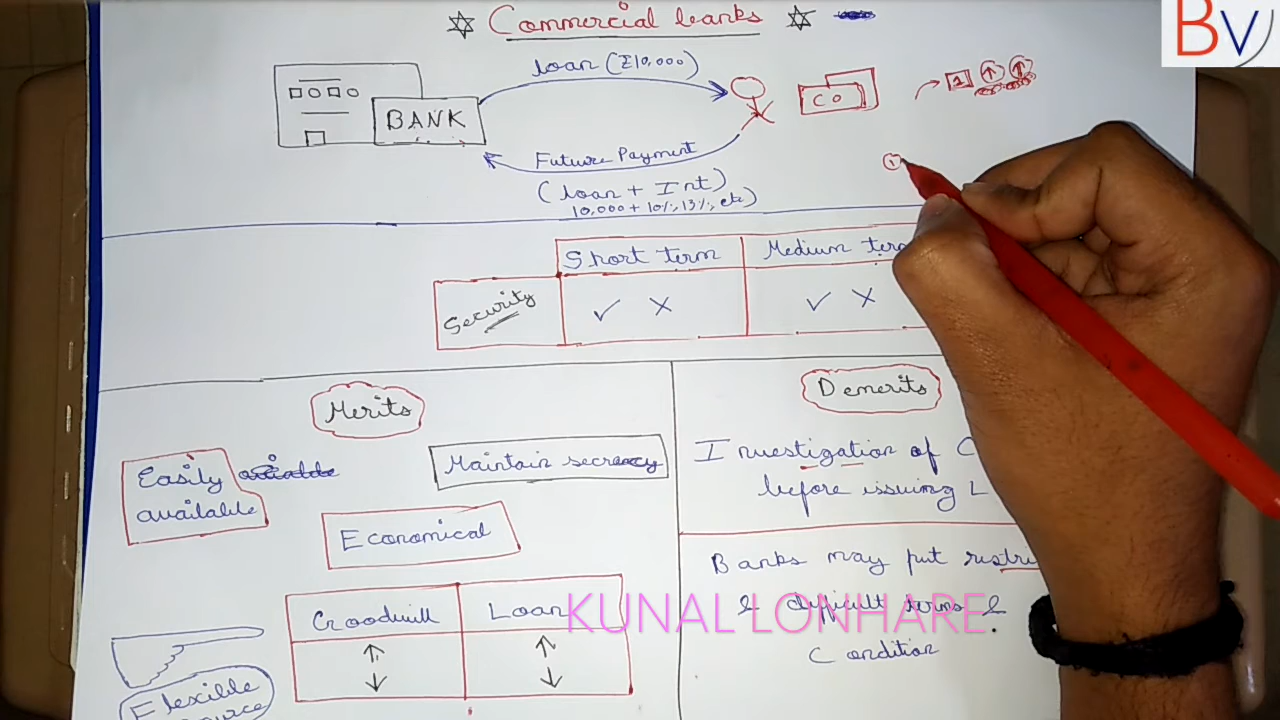 Commercial banks
BV
loan (₹10,000)
BANK
CO
1
Future Payment
(loan + Int)
10,000 + 10%, 13%, etc)
1
Short term
Medium
Security
Merits
Demerits
Easily
available
Maintain secrecy
Economical
Investigation of
before issuing
Banks may put
& difficult terms &
Condition
Goodwill Loan
KUNAL LONHARE.
Flexible